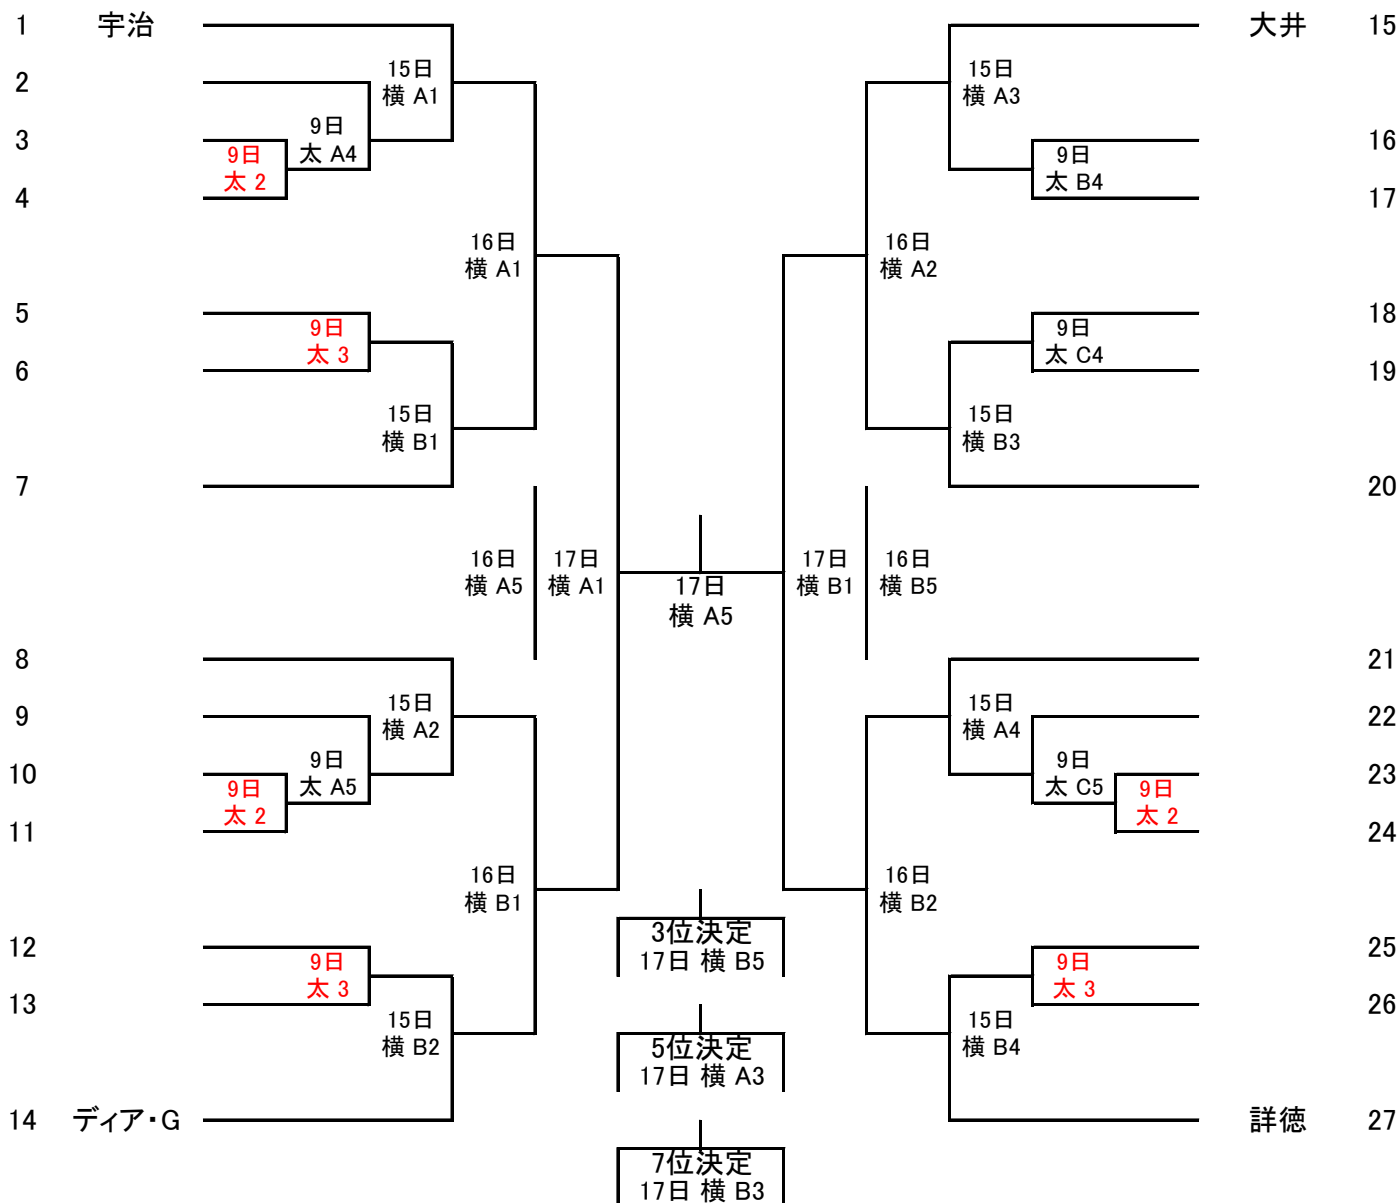 1 宇治 大井 15
15日 15日
2 横 A1 横 A3
9日
3 太 A4 16
9日 9日
太 2 太 B4
4 17
16日 16日
横 A1 横 A2
5 18
9日 9日
太 3 太 C4
6 19
15日 15日
横 B1 横 B3
7 20
16日 17日 17日 16日
横 A5 横 A1 横 B1 横 B5
17日
横 A5
8 21
15日 15日
9 横 A2 横 A4 22
9日 9日
10 太 A5 太 C5 23
9日 9日
太 2 太 2
11 24
16日 16日
横 B1 横 B2
3位決定
12 17日 横 B5 25
9日 9日
太 3 太 3
13 26
15日 15日
横 B2 横 B4
5位決定
17日 横 A3
14 ディア・G 詳徳 27
7位決定
17日 横 B3